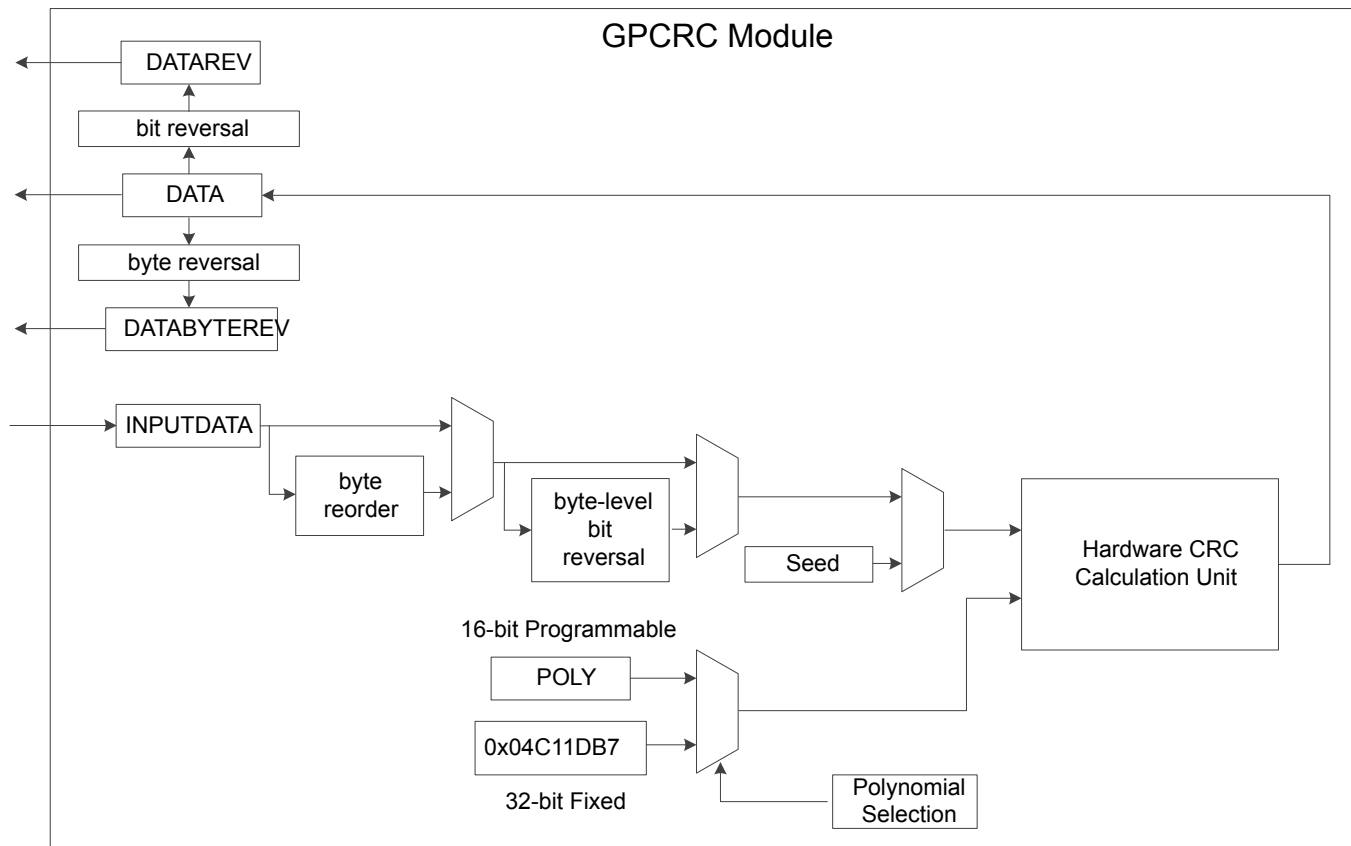 GPCRC Module
DATAREV
bit reversal
DATA
byte reversal
DATABYTEREV
INPUTDATA
byte
reorder
byte-level
bit
reversal
Seed
Hardware CRC
Calculation Unit
16-bit Programmable
POLY
0x04C11DB7
32-bit Fixed
Polynomial
Selection